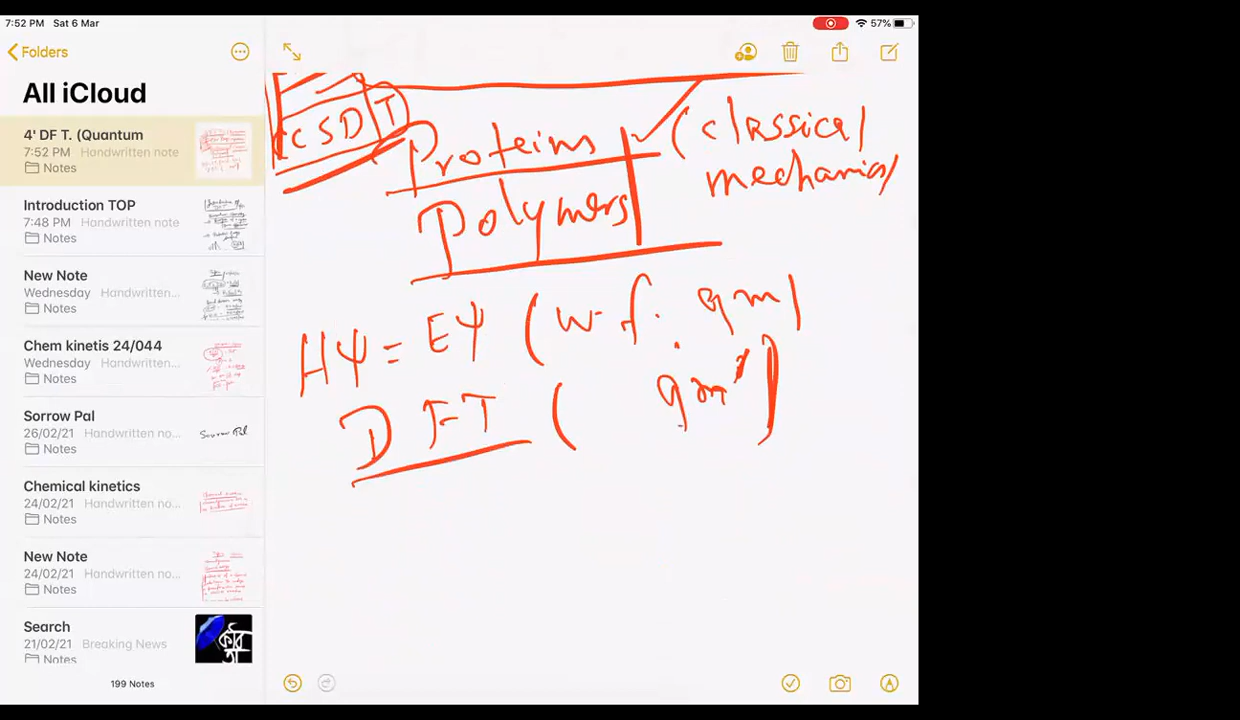 7:52 PM Sat 6 Mar
57%
Folders
All iCloud
4' DF T. (Quantum
7:52 PM Handwritten note
Notes
Introduction TOP
7:48 PM Handwritten note
Notes
New Note
Wednesday Handwritten...
Notes
Chem kinetis 24/044
Wednesday Handwritten...
Notes
Sorrow Pal
26/02/21 Handwritten no...
Notes
Sorrow Pal
Chemical kinetics
24/02/21 Handwritten no...
Notes
New Note
24/02/21 Handwritten no...
Notes
Search
21/02/21 Breaking News
Notes
199 Notes
CSDT
Proteins (classical
mechanics)
Polymers
Hψ = Eψ (w.f. qm)
DFT ( qm)